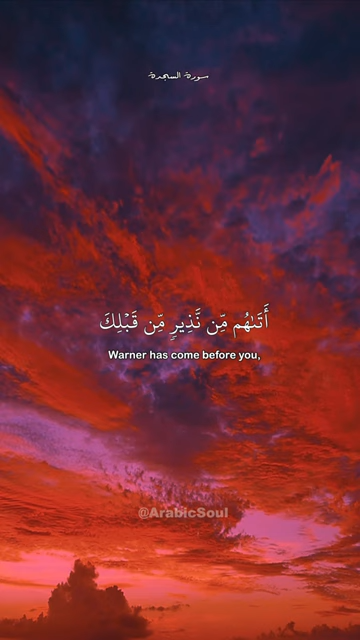 سورة السجدة
أَتَىٰهُم مِّن نَّذِيرٍ مِّن قَبْلِكَ
Warner has come before you,
@ArabicSoul